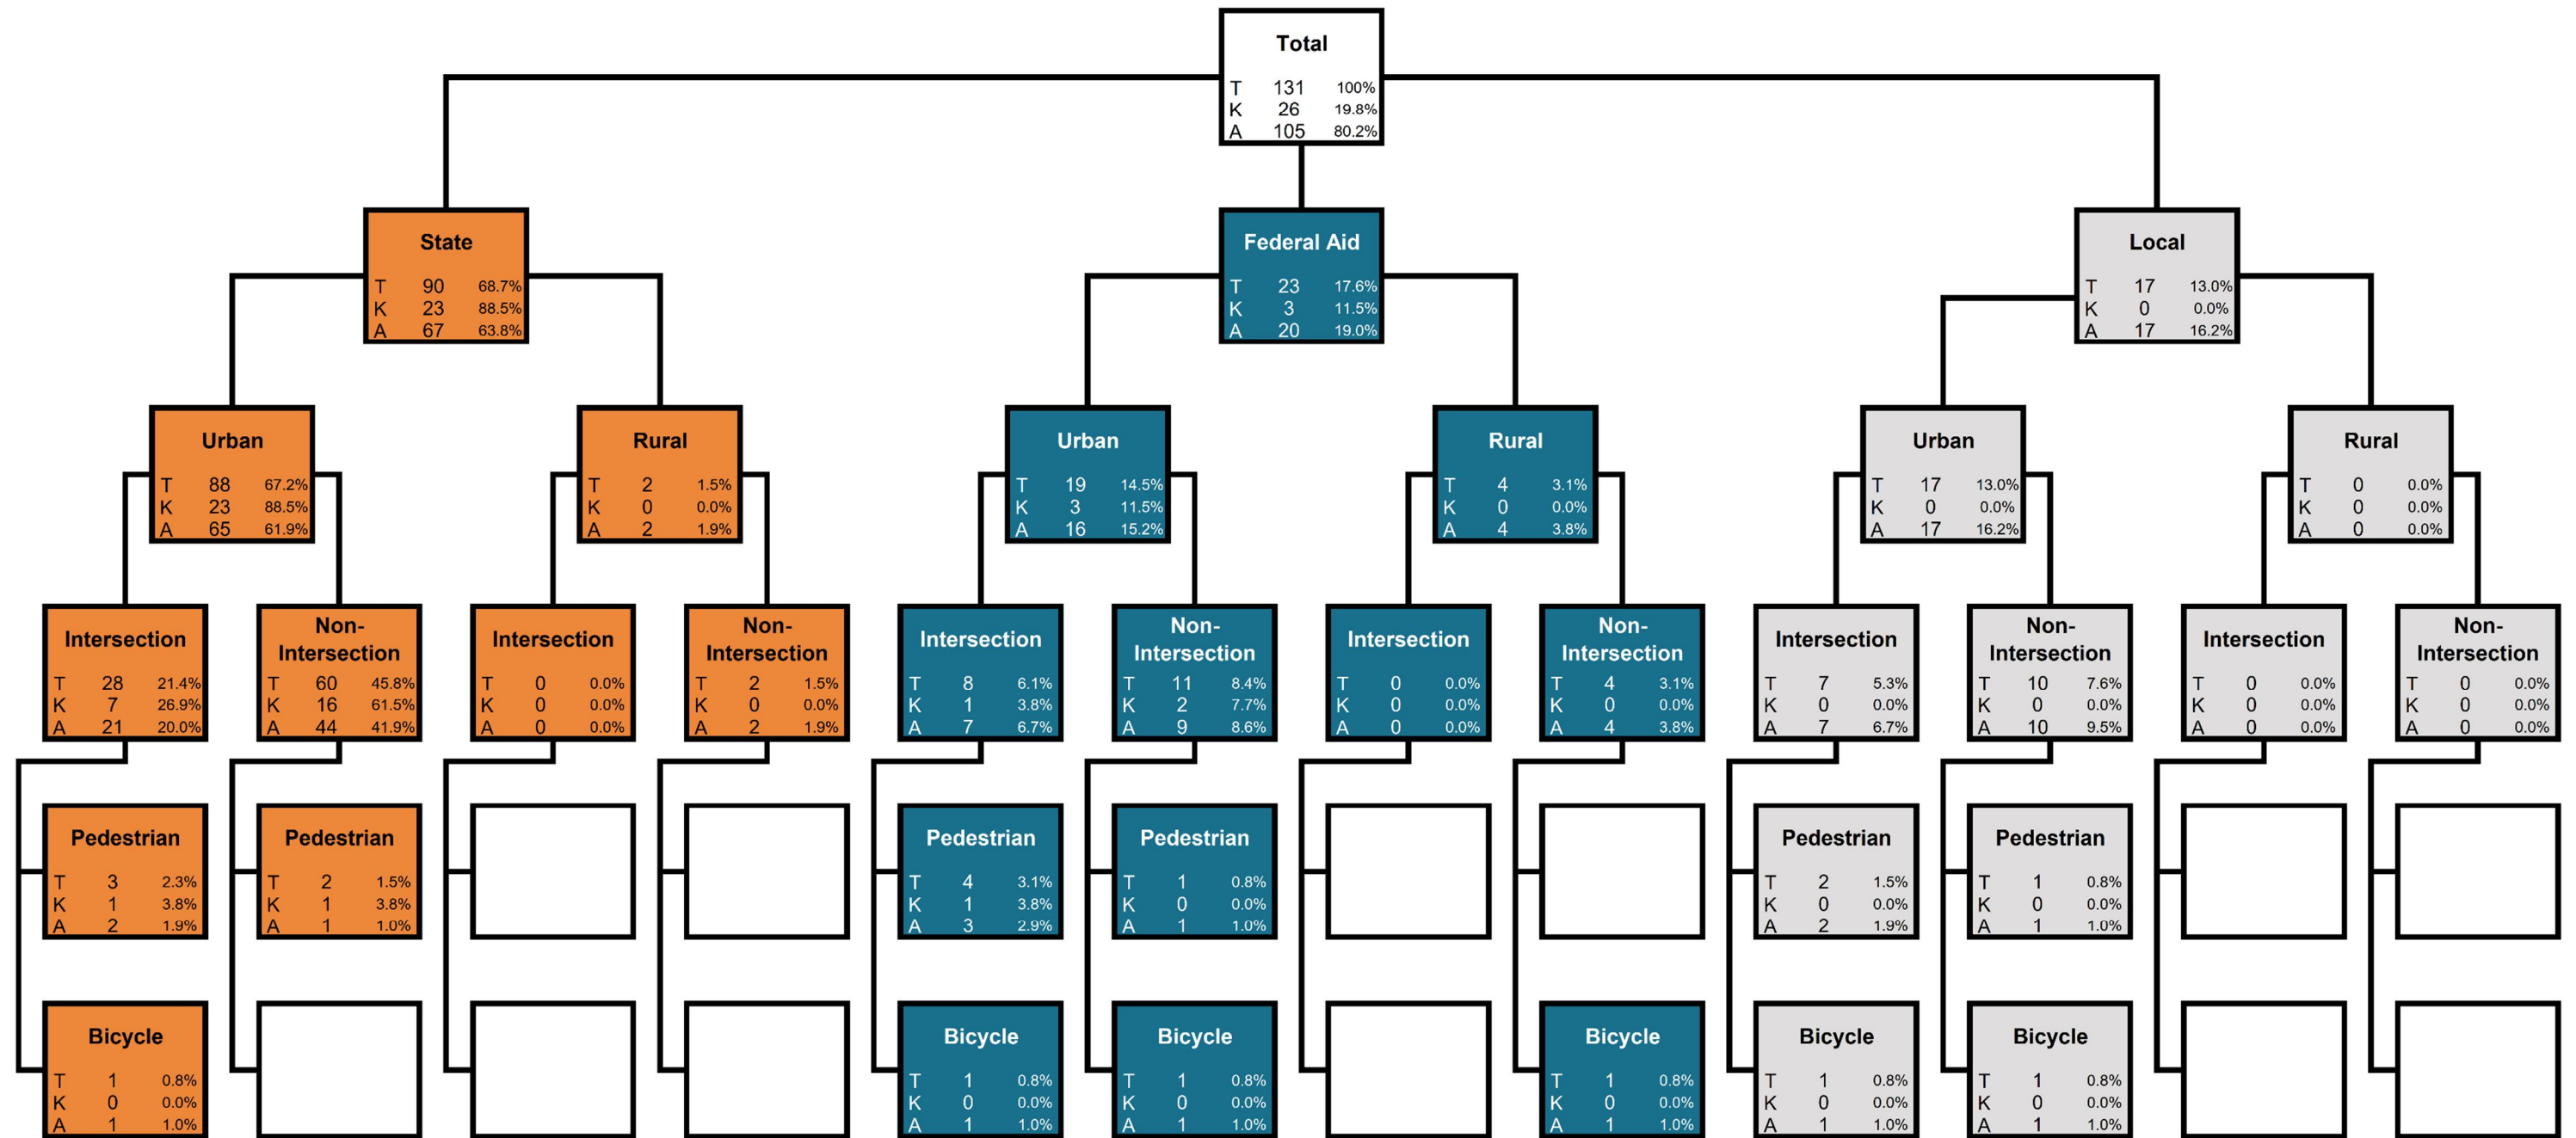 Total
T 131 100%
K 26 19.8%
A 105 80.2%
State
T 90 68.7%
K 23 88.5%
A 67 63.8%
Federal Aid
T 23 17.6%
K 3 11.5%
A 20 19.0%
Local
T 17 13.0%
K 0 0.0%
A 17 16.2%
Urban
T 88 67.2%
K 23 88.5%
A 65 61.9%
Rural
T 2 1.5%
K 0 0.0%
A 2 1.9%
Urban
T 19 14.5%
K 3 11.5%
A 16 15.2%
Rural
T 4 3.1%
K 0 0.0%
A 4 3.8%
Urban
T 17 13.0%
K 0 0.0%
A 17 16.2%
Rural
T 0 0.0%
K 0 0.0%
A 0 0.0%
Intersection
T 28 21.4%
K 7 26.9%
A 21 20.0%
Non-
Intersection
T 60 45.8%
K 16 61.5%
A 44 41.9%
Intersection
T 0 0.0%
K 0 0.0%
A 0 0.0%
Non-
Intersection
T 2 1.5%
K 0 0.0%
A 2 1.9%
Intersection
T 8 6.1%
K 1 3.8%
A 7 6.7%
Non-
Intersection
T 11 8.4%
K 2 7.7%
A 9 8.6%
Intersection
T 0 0.0%
K 0 0.0%
A 0 0.0%
Non-
Intersection
T 4 3.1%
K 0 0.0%
A 4 3.8%
Intersection
T 7 5.3%
K 0 0.0%
A 7 6.7%
Non-
Intersection
T 10 7.6%
K 0 0.0%
A 10 9.5%
Intersection
T 0 0.0%
K 0 0.0%
A 0 0.0%
Non-
Intersection
T 0 0.0%
K 0 0.0%
A 0 0.0%
Pedestrian
T 3 2.3%
K 1 3.8%
A 2 1.9%
Pedestrian
T 2 1.5%
K 1 3.8%
A 1 1.0%
Pedestrian
T 4 3.1%
K 1 3.8%
A 3 2.9%
Pedestrian
T 1 0.8%
K 0 0.0%
A 1 1.0%
Pedestrian
T 2 1.5%
K 0 0.0%
A 2 1.9%
Pedestrian
T 1 0.8%
K 0 0.0%
A 1 1.0%
Bicycle
T 1 0.8%
K 0 0.0%
A 1 1.0%
Bicycle
T 1 0.8%
K 0 0.0%
A 1 1.0%
Bicycle
T 1 0.8%
K 0 0.0%
A 1 1.0%
Bicycle
T 1 0.8%
K 0 0.0%
A 1 1.0%
Bicycle
T 1 0.8%
K 0 0.0%
A 1 1.0%
Bicycle
T 1 0.8%
K 0 0.0%
A 1 1.0%